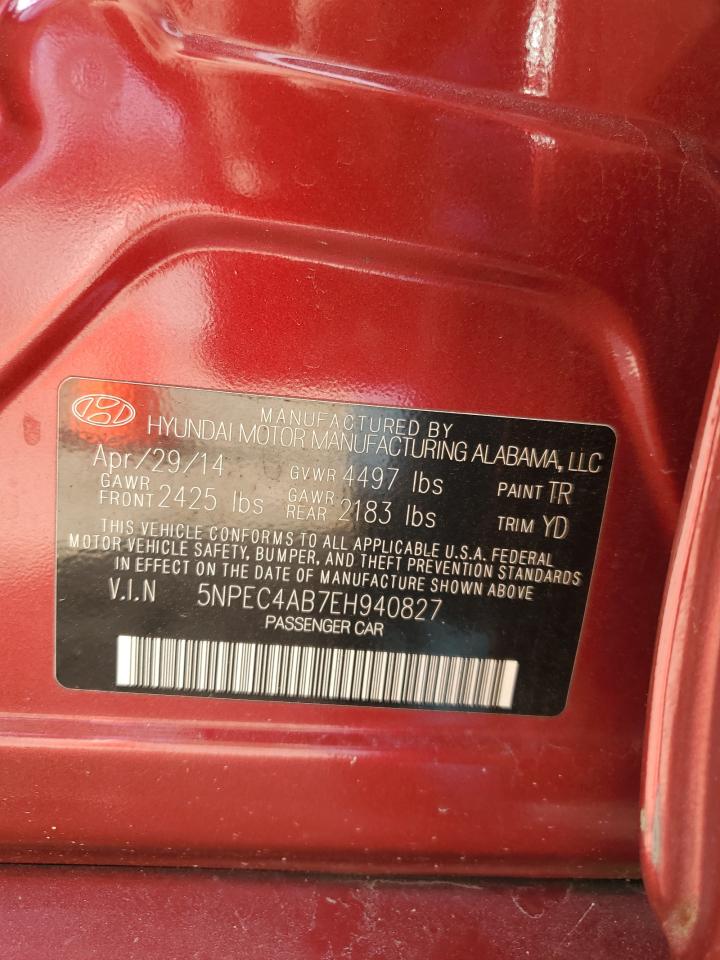 MANUFACTURED BY
HYUNDAI MOTOR MANUFACTURING ALABAMA, LLC
Apr/29/14 GVWR 4497 lbs PAINT TR
GAWR FRONT 2425 lbs GAWR REAR 2183 lbs TRIM YD
THIS VEHICLE CONFORMS TO ALL APPLICABLE U.S.A. FEDERAL
MOTOR VEHICLE SAFETY, BUMPER, AND THEFT PREVENTION STANDARDS
IN EFFECT ON THE DATE OF MANUFACTURE SHOWN ABOVE
V.I.N 5NPEC4AB7EH940827
PASSENGER CAR